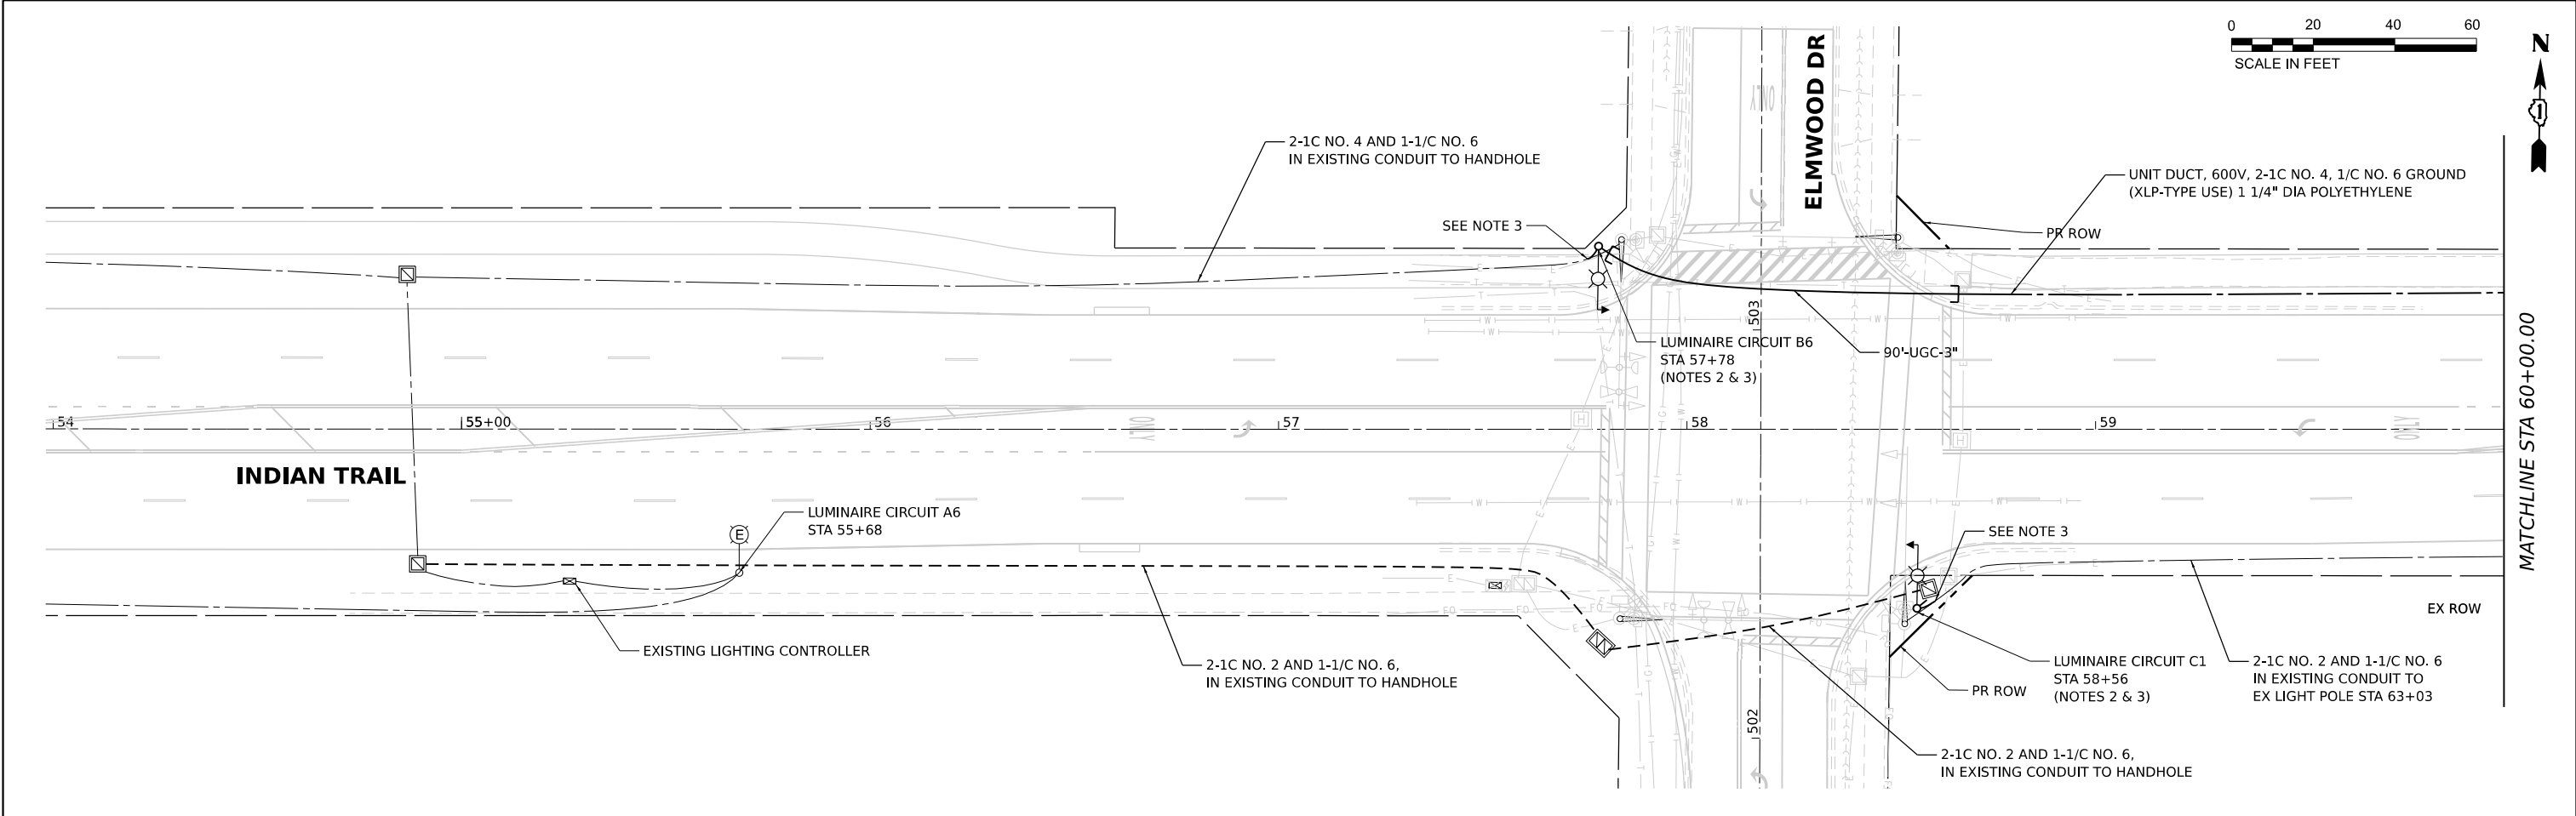 0 20 40 60
SCALE IN FEET
N
1
ELMWOOD DR
ONLY
2-1C NO. 4 AND 1-1/C NO. 6
IN EXISTING CONDUIT TO HANDHOLE
SEE NOTE 3
UNIT DUCT, 600V, 2-1C NO. 4, 1/C NO. 6 GROUND
(XLP-TYPE USE) 1 1/4" DIA POLYETHYLENE
PR ROW
503
LUMINAIRE CIRCUIT B6
STA 57+78
(NOTES 2 & 3)
90'-UGC-3"
MATCHLINE STA 60+00.00
54 55+00 56 57 58 59
ONLY
ONLY
H
H
INDIAN TRAIL
LUMINAIRE CIRCUIT A6
STA 55+68
E
SEE NOTE 3
EX ROW
EXISTING LIGHTING CONTROLLER
2-1C NO. 2 AND 1-1/C NO. 6,
IN EXISTING CONDUIT TO HANDHOLE
PR ROW
LUMINAIRE CIRCUIT C1
STA 58+56
(NOTES 2 & 3)
2-1C NO. 2 AND 1-1/C NO. 6
IN EXISTING CONDUIT TO
EX LIGHT POLE STA 63+03
502
2-1C NO. 2 AND 1-1/C NO. 6,
IN EXISTING CONDUIT TO HANDHOLE